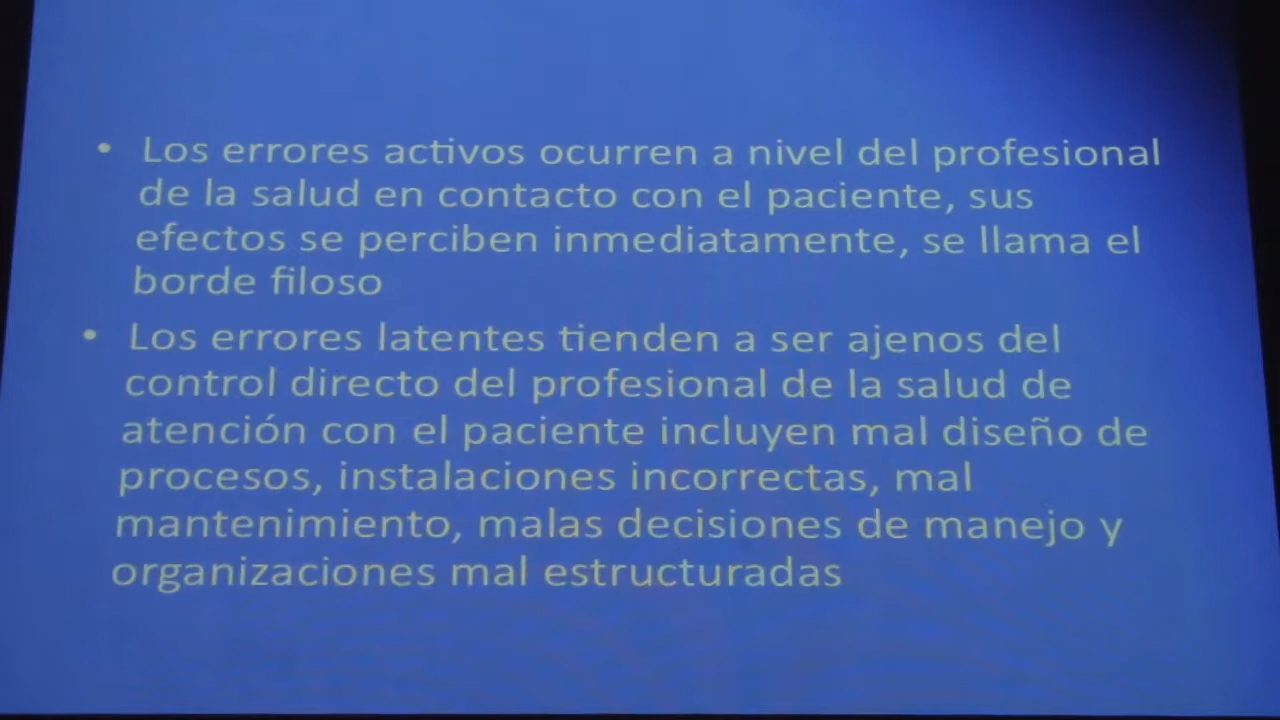 • Los errores activos ocurren a nivel del profesional
de la salud en contacto con el paciente, sus
efectos se perciben inmediatamente, se llama el
borde filoso
• Los errores latentes tienden a ser ajenos del
control directo del profesional de la salud de
atención con el paciente incluyen mal diseño de
procesos, instalaciones incorrectas, mal
mantenimiento, malas decisiones de manejo y
organizaciones mal estructuradas